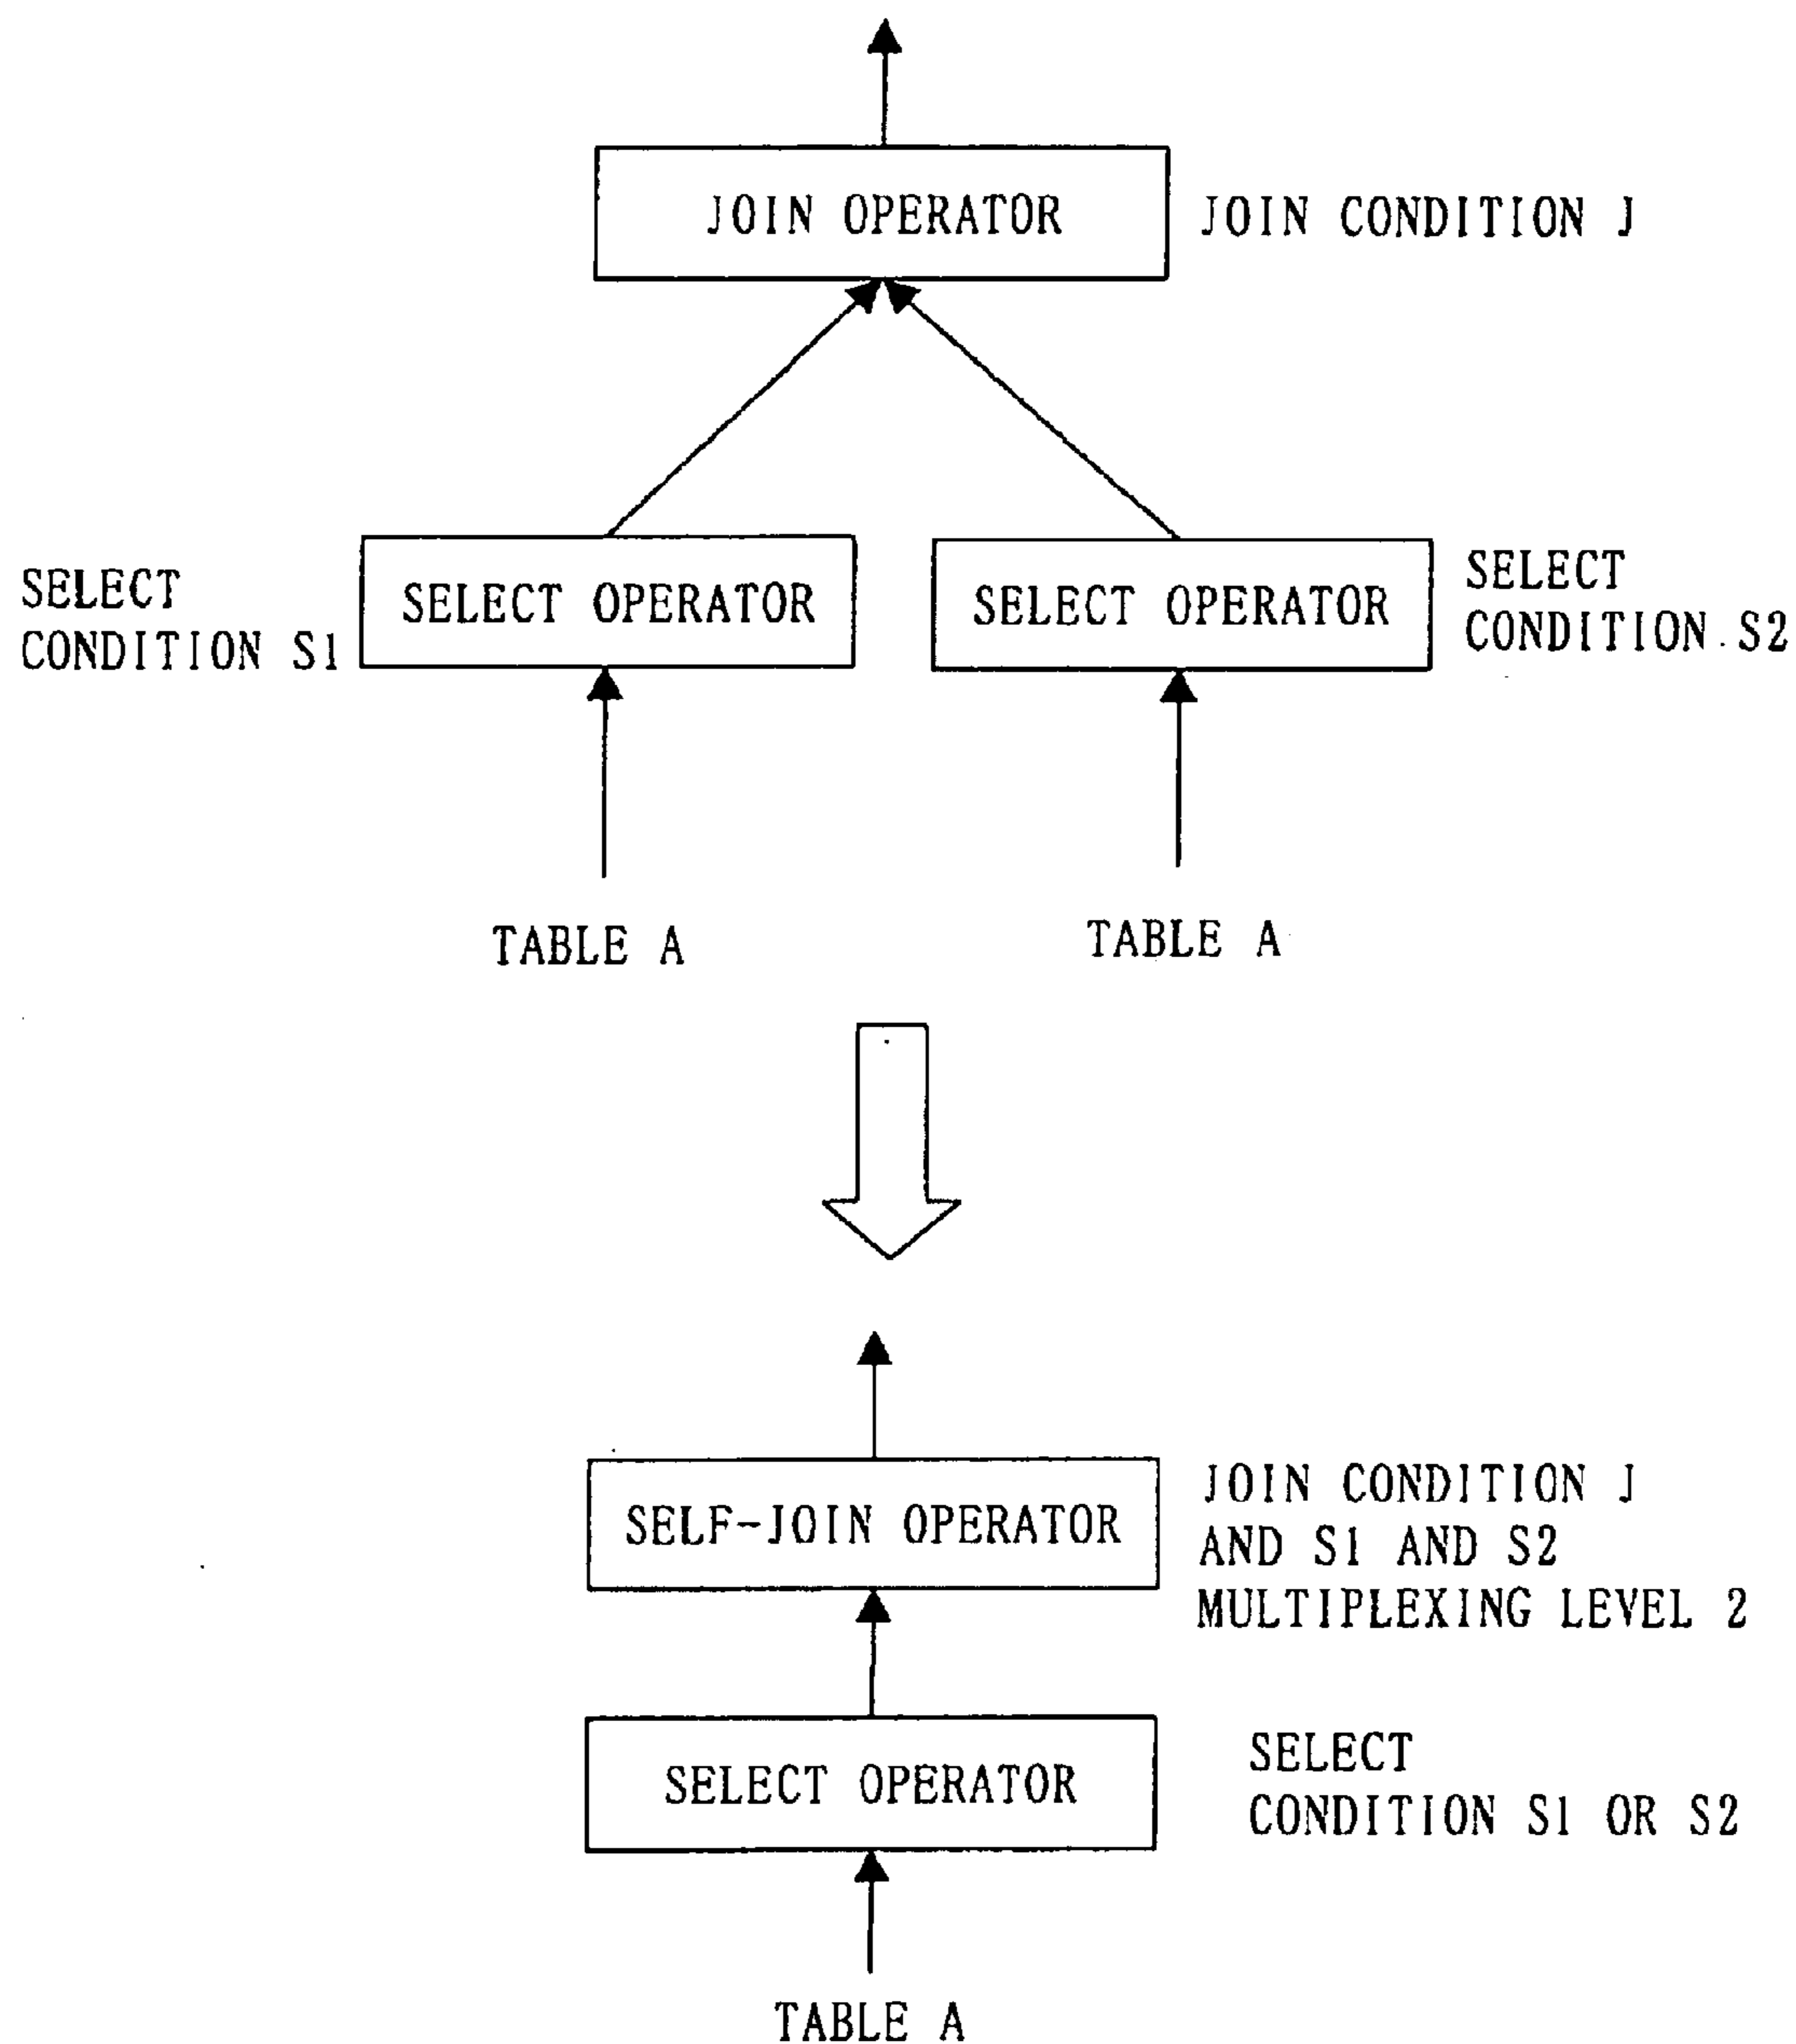 JOIN OPERATOR
JOIN CONDITION J
SELECT
CONDITION S1
SELECT OPERATOR
SELECT OPERATOR
SELECT
CONDITION S2
TABLE A
TABLE A
SELF-JOIN OPERATOR
JOIN CONDITION J
AND S1 AND S2
MULTIPLEXING LEVEL 2
SELECT OPERATOR
SELECT
CONDITION S1 OR S2
TABLE A